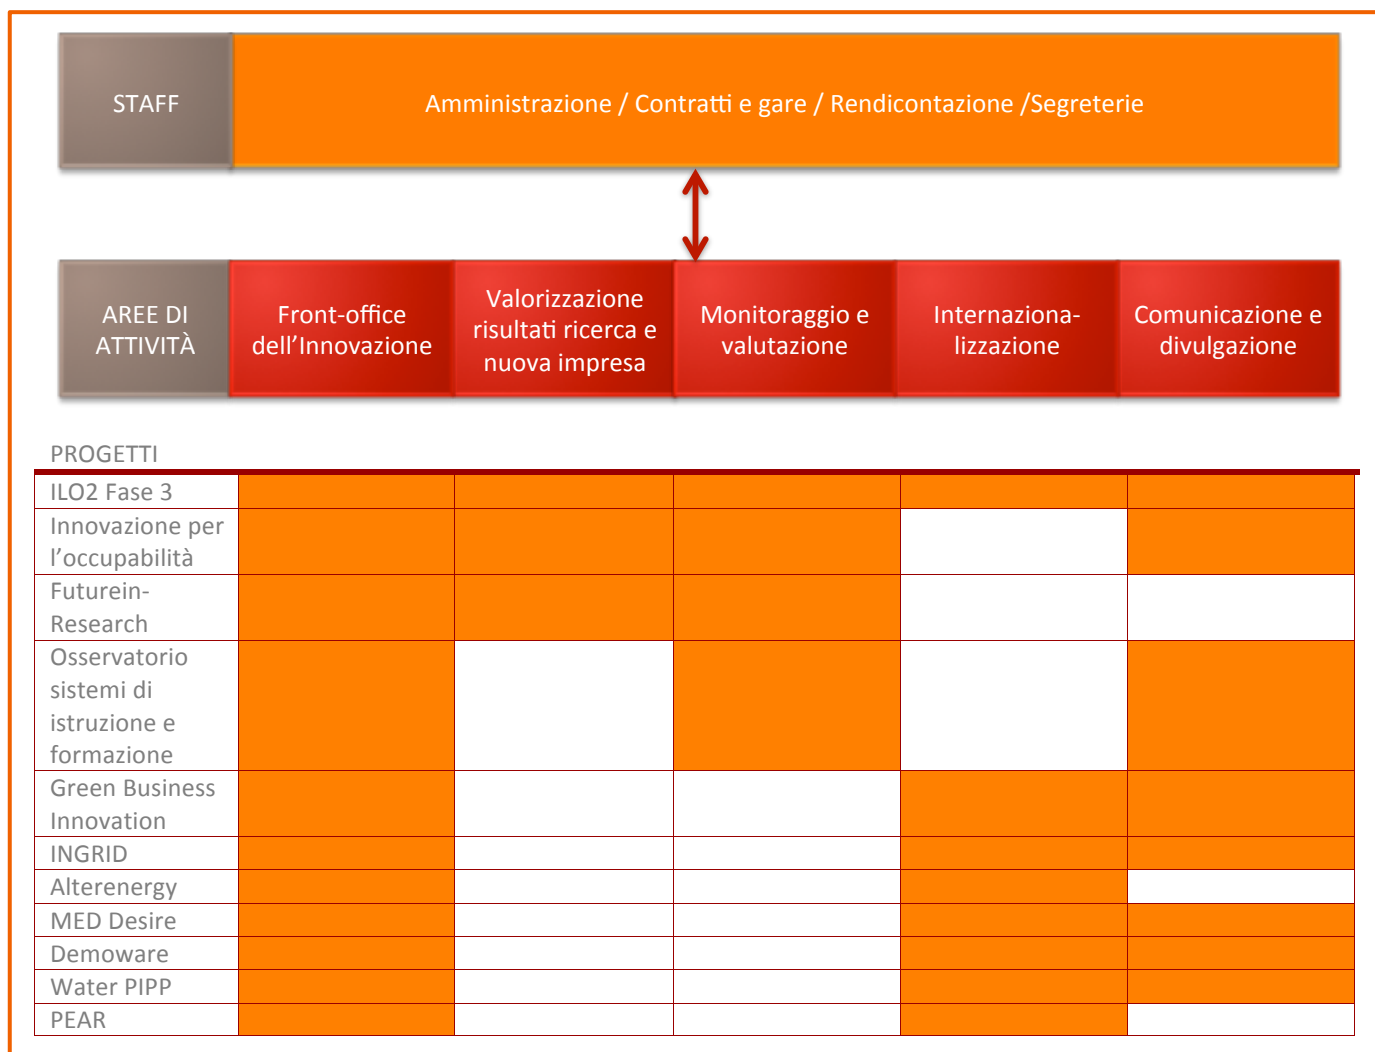 STAFF
Amministrazione / Contratti e gare / Rendicontazione /Segreterie
AREE DI
ATTIVITÀ
Front-office
dell’Innovazione
Valorizzazione
risultati ricerca e
nuova impresa
Monitoraggio e
valutazione
Internaziona-
lizzazione
Comunicazione e
divulgazione
PROGETTI
ILO2 Fase 3
Innovazione per
l’occupabilità
Futurein-
Research
Osservatorio
sistemi di
istruzione e
formazione
Green Business
Innovation
INGRID
Alterenergy
MED Desire
Demoware
Water PIPP
PEAR